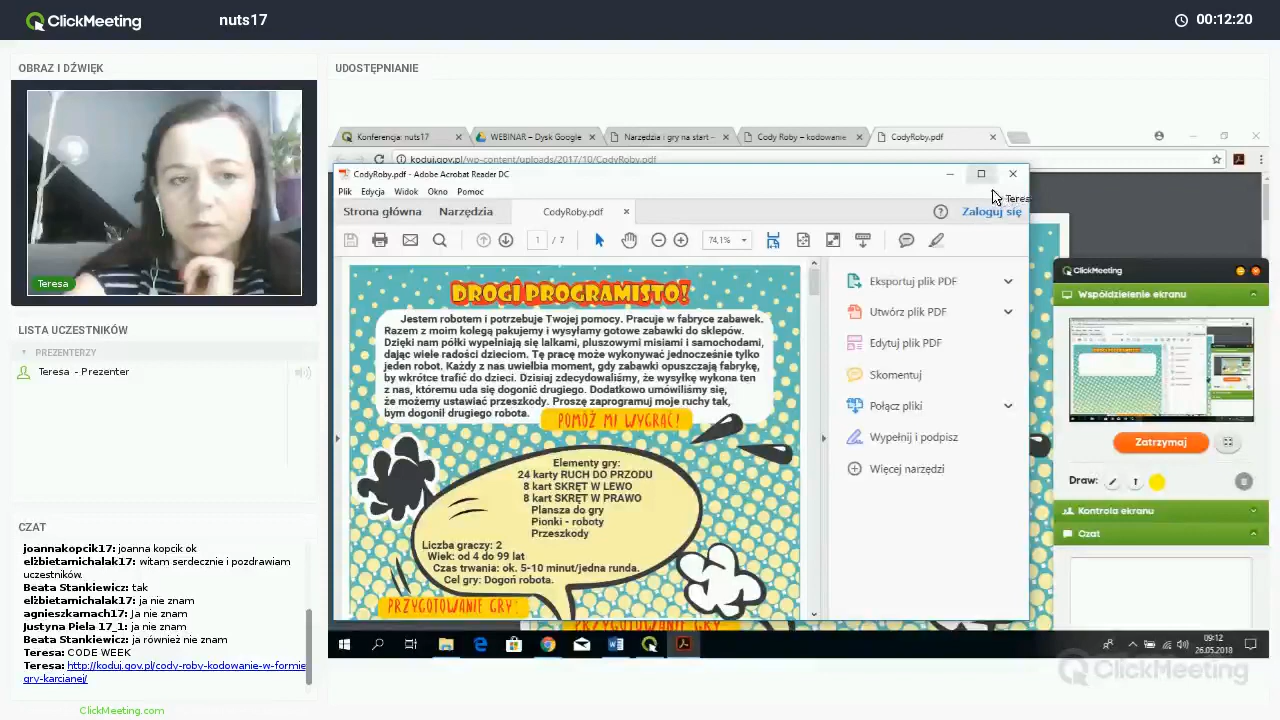 ClickMeeting
nuts17
00:12:20
OBRAZ I DŹWIĘK
Teresa
LISTA UCZESTNIKÓW
PREZENTERZY
Teresa - Prezenter
CZAT
joannakopcik17: joanna kopcik ok
elżbietamichalak17: witam serdecznie i pozdrawiam
uczestników.
Beata Stankiewicz: tak
elżbietamichalak17: ja nie znam
agnieszkamach17: Ja nie znam
Justyna Piela 17_1: ja nie znam
Beata Stankiewicz: ja również nie znam
Teresa: CODE WEEK
Teresa: http://koduj.gov.pl/cody-roby-kodowanie-w-formie
gry-karcianej/
ClickMeeting.com
UDOSTĘPNIANIE
Konferencja: nuts17
WEBINAR – Dysk Google
Narzędzia i gry na start –
Cody Roby – kodowanie
CodyRoby.pdf
koduj.gov.pl/wp-content/uploads/2017/10/CodyRoby.pdf
CodyRoby.pdf - Adobe Acrobat Reader DC
Plik Edycja Widok Okno Pomoc
Strona główna Narzędzia CodyRoby.pdf Zaloguj się
1 / 7 74,1%
DROGI PROGRAMISTO!
Jestem robotem i potrzebuje Twojej pomocy. Pracuje w fabryce zabawek.
Razem z moim kolegą pakujemy i wysyłamy gotowe zabawki do sklepów.
Dzięki nam półki wypełniają się lalkami, pluszowymi misiami i samochodami,
dając wiele radości dzieciom. Tę pracę może wykonywać jednocześnie tylko
jeden robot. Każdy z nas uwielbia moment, gdy zabawki opuszczają fabrykę,
by wkrótce trafić do dzieci. Dzisiaj zdecydowaliśmy, że wysyłkę wykona ten
z nas, któremu uda się dogonić drugiego. Dodatkowo umówiliśmy się,
że możemy ustawiać przeszkody. Proszę zaprogramuj moje ruchy tak,
bym dogonił drugiego robota.
POMÓŻ MI WYGRAĆ!
Elementy gry:
24 karty RUCH DO PRZODU
8 kart SKRĘT W LEWO
8 kart SKRĘT W PRAWO
Plansza do gry
Pionki - roboty
Przeszkody
Liczba graczy: 2
Wiek: od 4 do 99 lat
Czas trwania: ok. 5-10 minut/jedna runda.
Cel gry: Dogoń robota.
PRZYGOTOWANIE GRY:
Eksportuj plik PDF
Utwórz plik PDF
Edytuj plik PDF
Skomentuj
Połącz pliki
Wypełnij i podpisz
Więcej narzędzi
PRZYGOTOWANIE GRY
ClickMeeting
Współdzielenie ekranu
Zatrzymaj
Draw:
Kontrola ekranu
Czat
09:12
26.05.2018
ClickMeeting